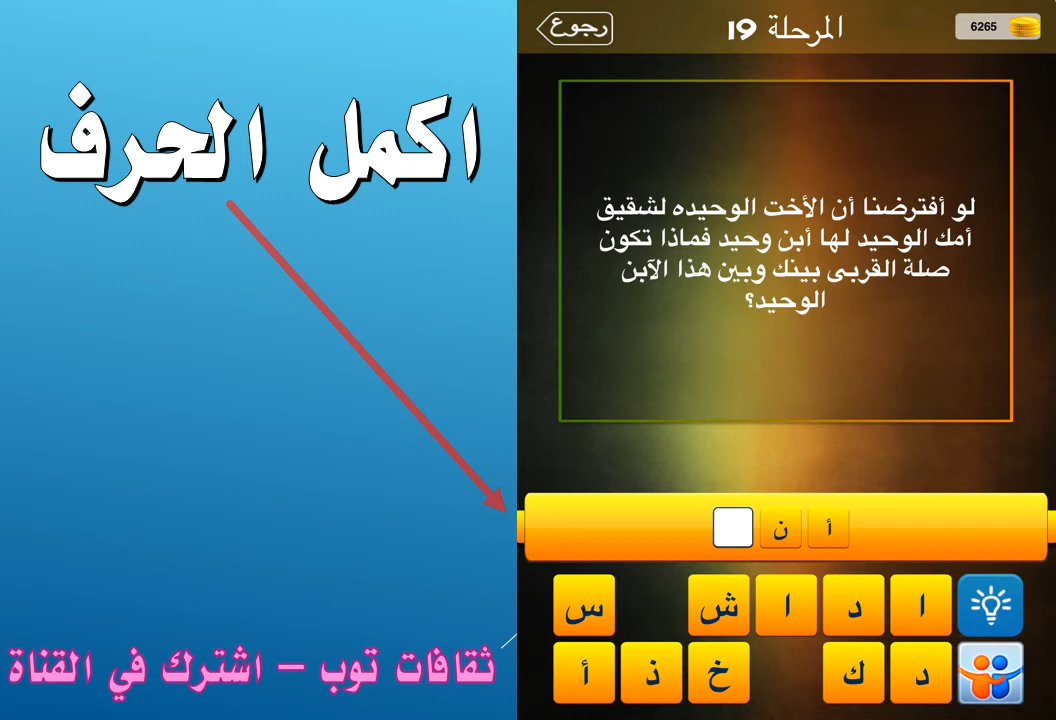 رجوع
المرحلة 19
6265
اكمل الحرف
لو أفترضنا أن الأخت الوحيده لشقيق
أمك الوحيد لها أبن وحيد فماذا تكون
صلة القربى بينك وبين هذا الآبن
الوحيد؟
أ ن
ا د ا ش س
د ك خ ذ أ
ثقافات توب – اشترك في القناة